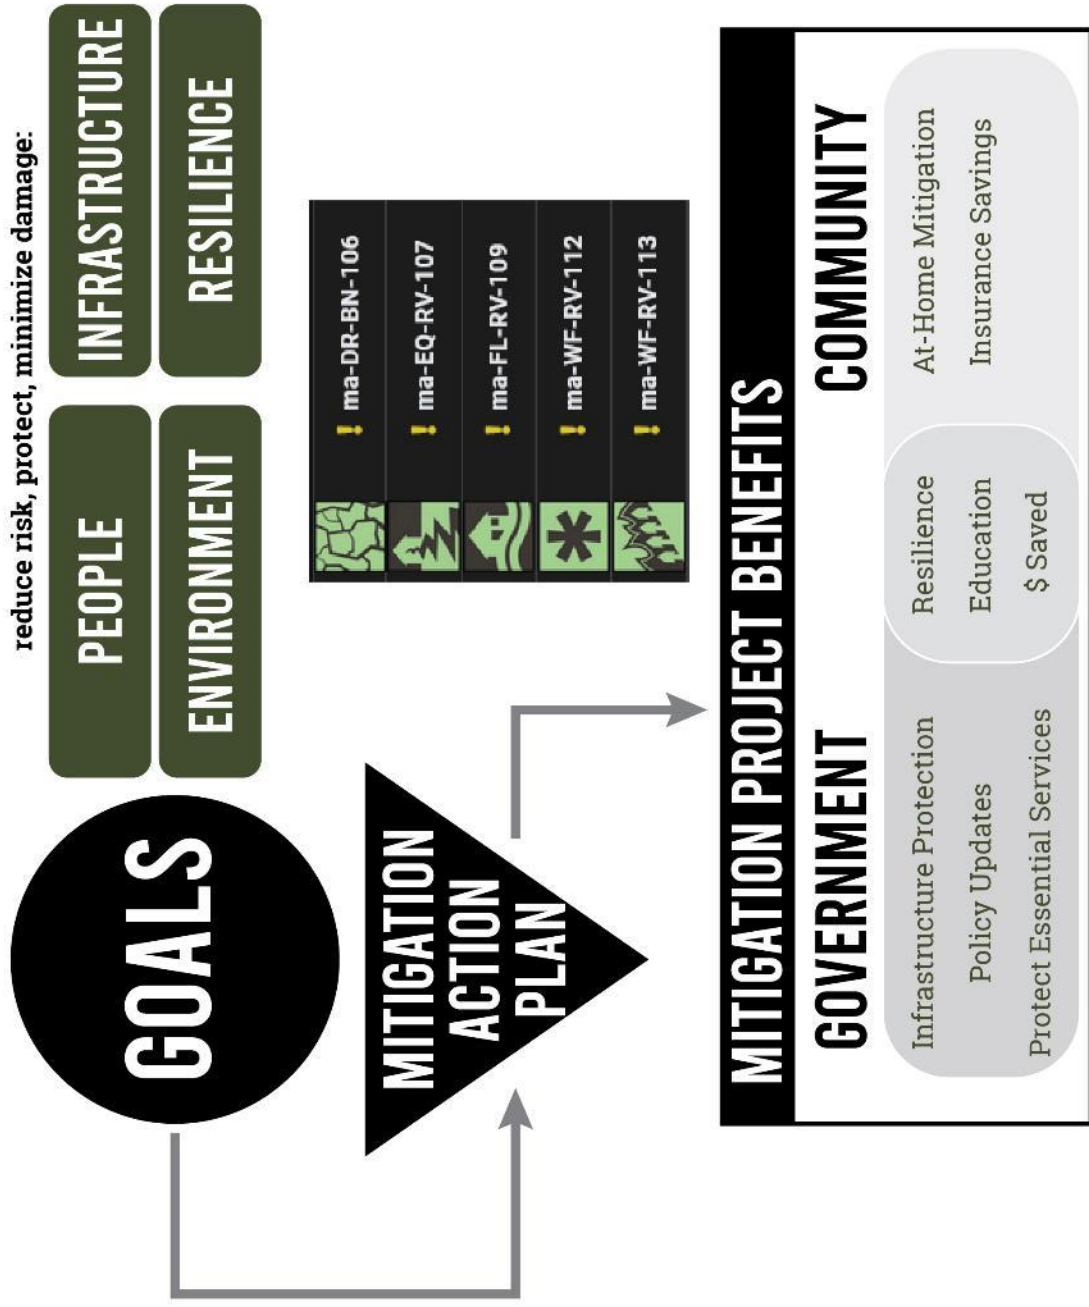 reduce risk, protect, minimize damage:
GOALS
PEOPLE
INFRASTRUCTURE
ENVIRONMENT
RESILIENCE
MITIGATION
ACTION
PLAN
! ma-DR-BN-106
! ma-EQ-RV-107
! ma-FL-RV-109
! ma-WF-RV-112
! ma-WF-RV-113
MITIGATION PROJECT BENEFITS
GOVERNMENT
COMMUNITY
Infrastructure Protection
Policy Updates
Protect Essential Services
Resilience
Education
$ Saved
At-Home Mitigation
Insurance Savings